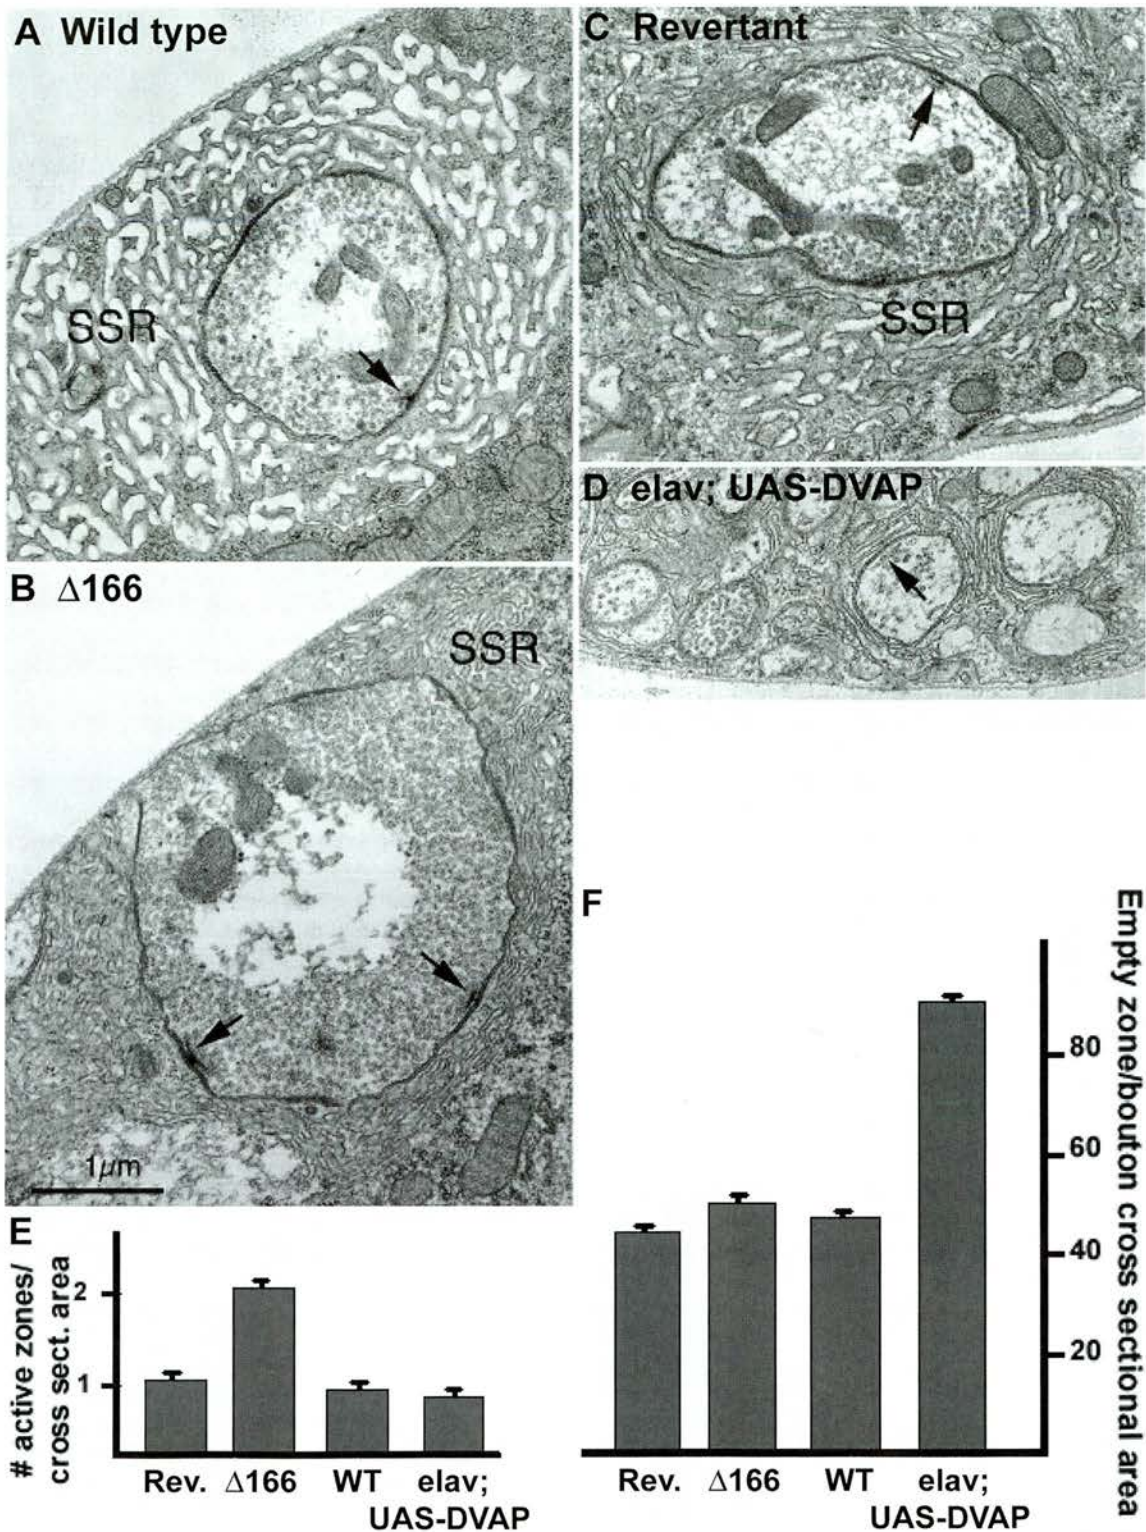 A Wild type
SSR
B Δ166
SSR
1μm
C Revertant
SSR
D elav; UAS-DVAP
E
# active zones/
cross sect. area
2
1
Rev. Δ166 WT elav;
UAS-DVAP
F
Empty zone/bouton cross sectional area
80
60
40
20
Rev. Δ166 WT elav;
UAS-DVAP